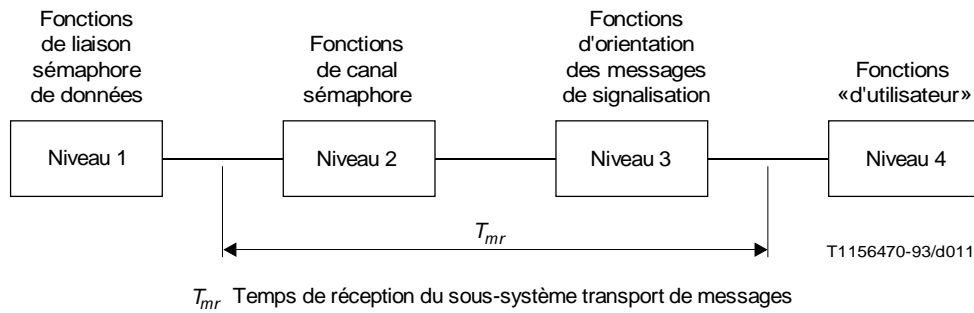 Fonctions
de liaison
sémaphore
de données
Fonctions
de canal
sémaphore
Fonctions
d'orientation
des messages
de signalisation
Fonctions
«d'utilisateur»
Niveau 1
Niveau 2
Niveau 3
Niveau 4
Tmr
T1156470-93/d011
Tmr Temps de réception du sous-système transport de messages